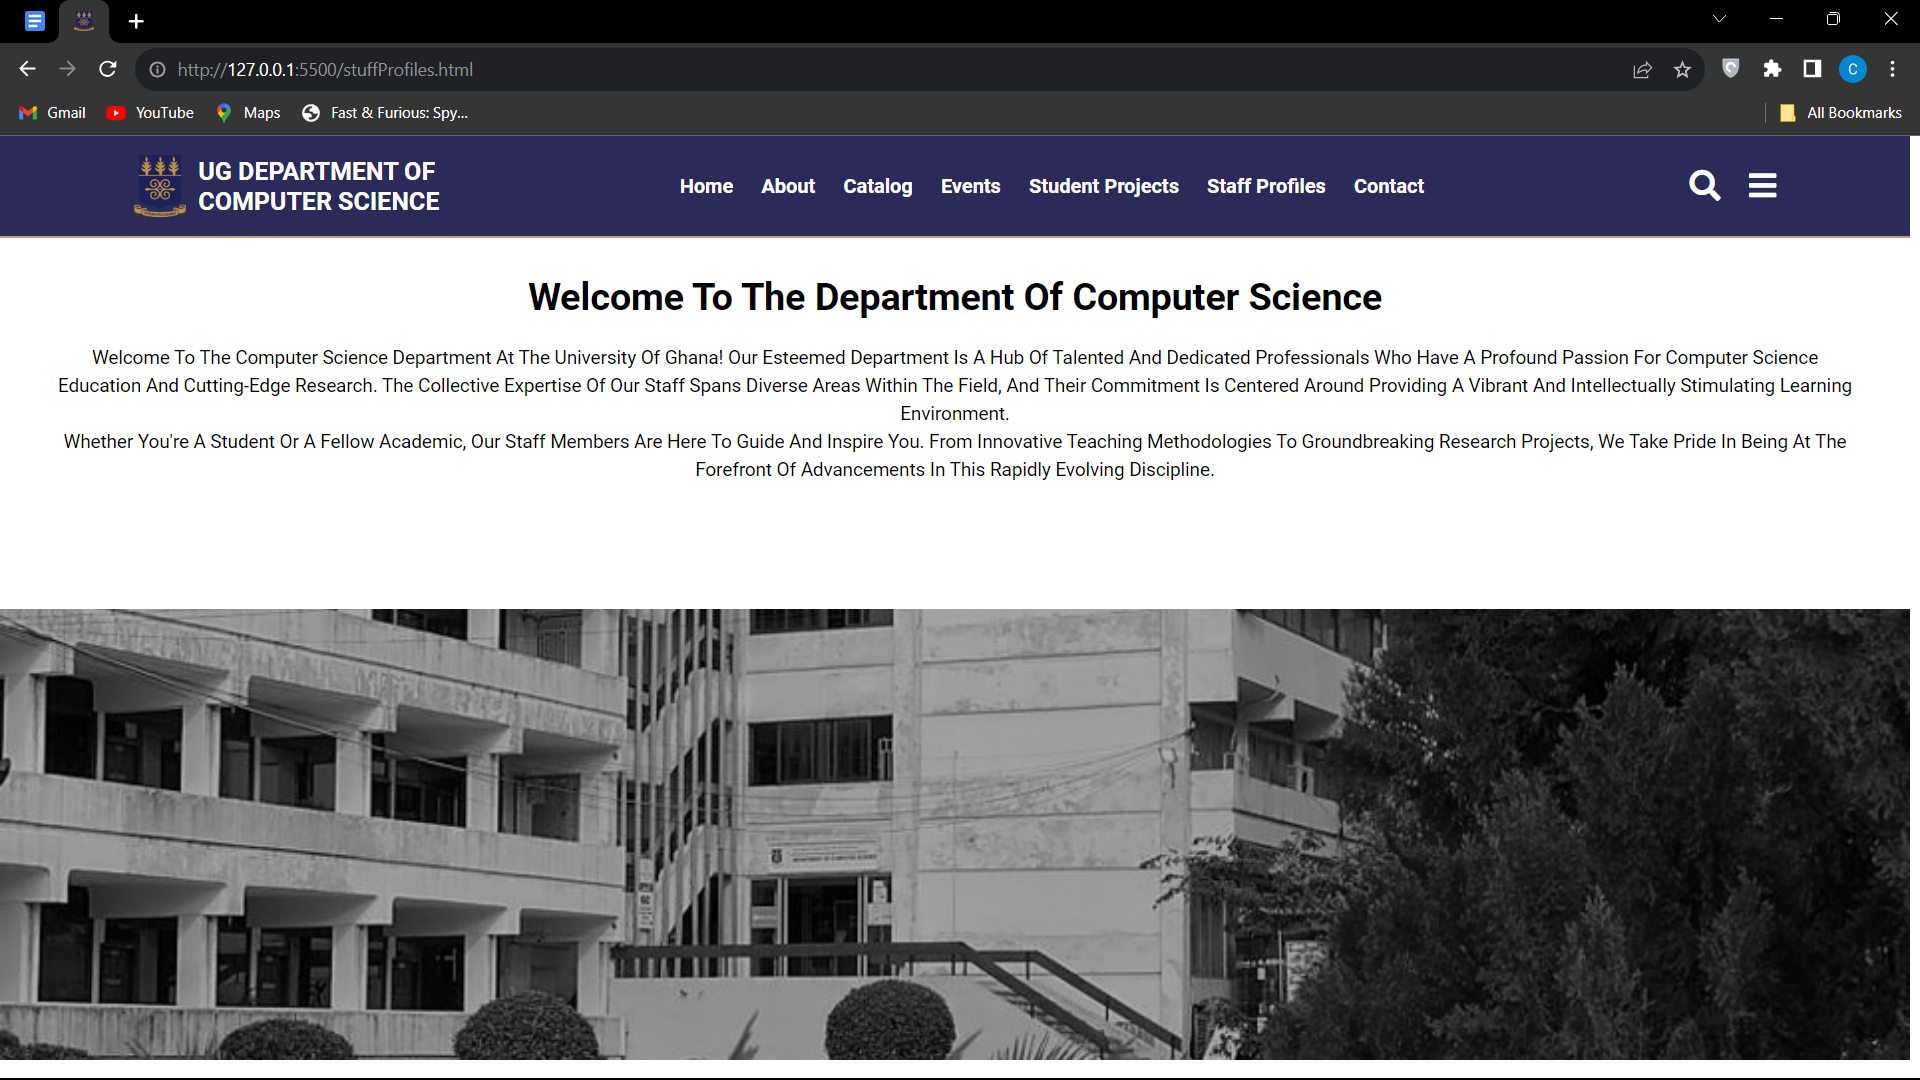 http://127.0.0.1:5500/stuffProfiles.html
C
Gmail
YouTube
Maps
Fast & Furious: Spy...
All Bookmarks
UG DEPARTMENT OF
COMPUTER SCIENCE
Home
About
Catalog
Events
Student Projects
Staff Profiles
Contact
Welcome To The Department Of Computer Science
Welcome To The Computer Science Department At The University Of Ghana! Our Esteemed Department Is A Hub Of Talented And Dedicated Professionals Who Have A Profound Passion For Computer Science
Education And Cutting-Edge Research. The Collective Expertise Of Our Staff Spans Diverse Areas Within The Field, And Their Commitment Is Centered Around Providing A Vibrant And Intellectually Stimulating Learning
Environment.
Whether You're A Student Or A Fellow Academic, Our Staff Members Are Here To Guide And Inspire You. From Innovative Teaching Methodologies To Groundbreaking Research Projects, We Take Pride In Being At The
Forefront Of Advancements In This Rapidly Evolving Discipline.